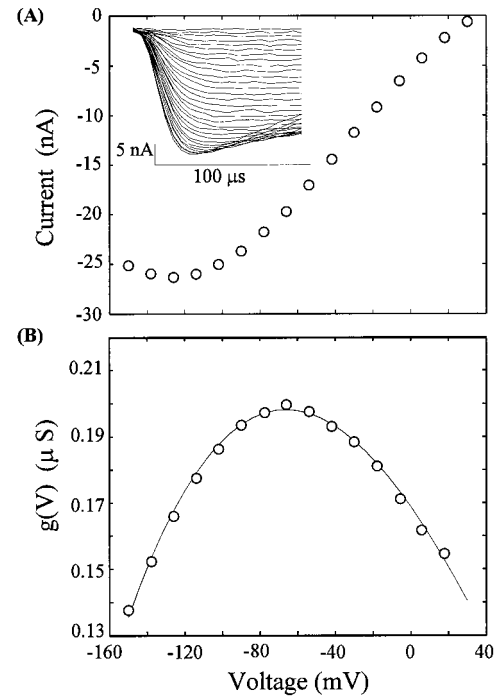 (A)
0
-5
-10
-15
-20
-25
-30
Current (nA)
5 nA
100 μs
(B)
0.21
0.19
0.17
0.15
0.13
g(V) (μ S)
-160 -120 -80 -40 0 40
Voltage (mV)